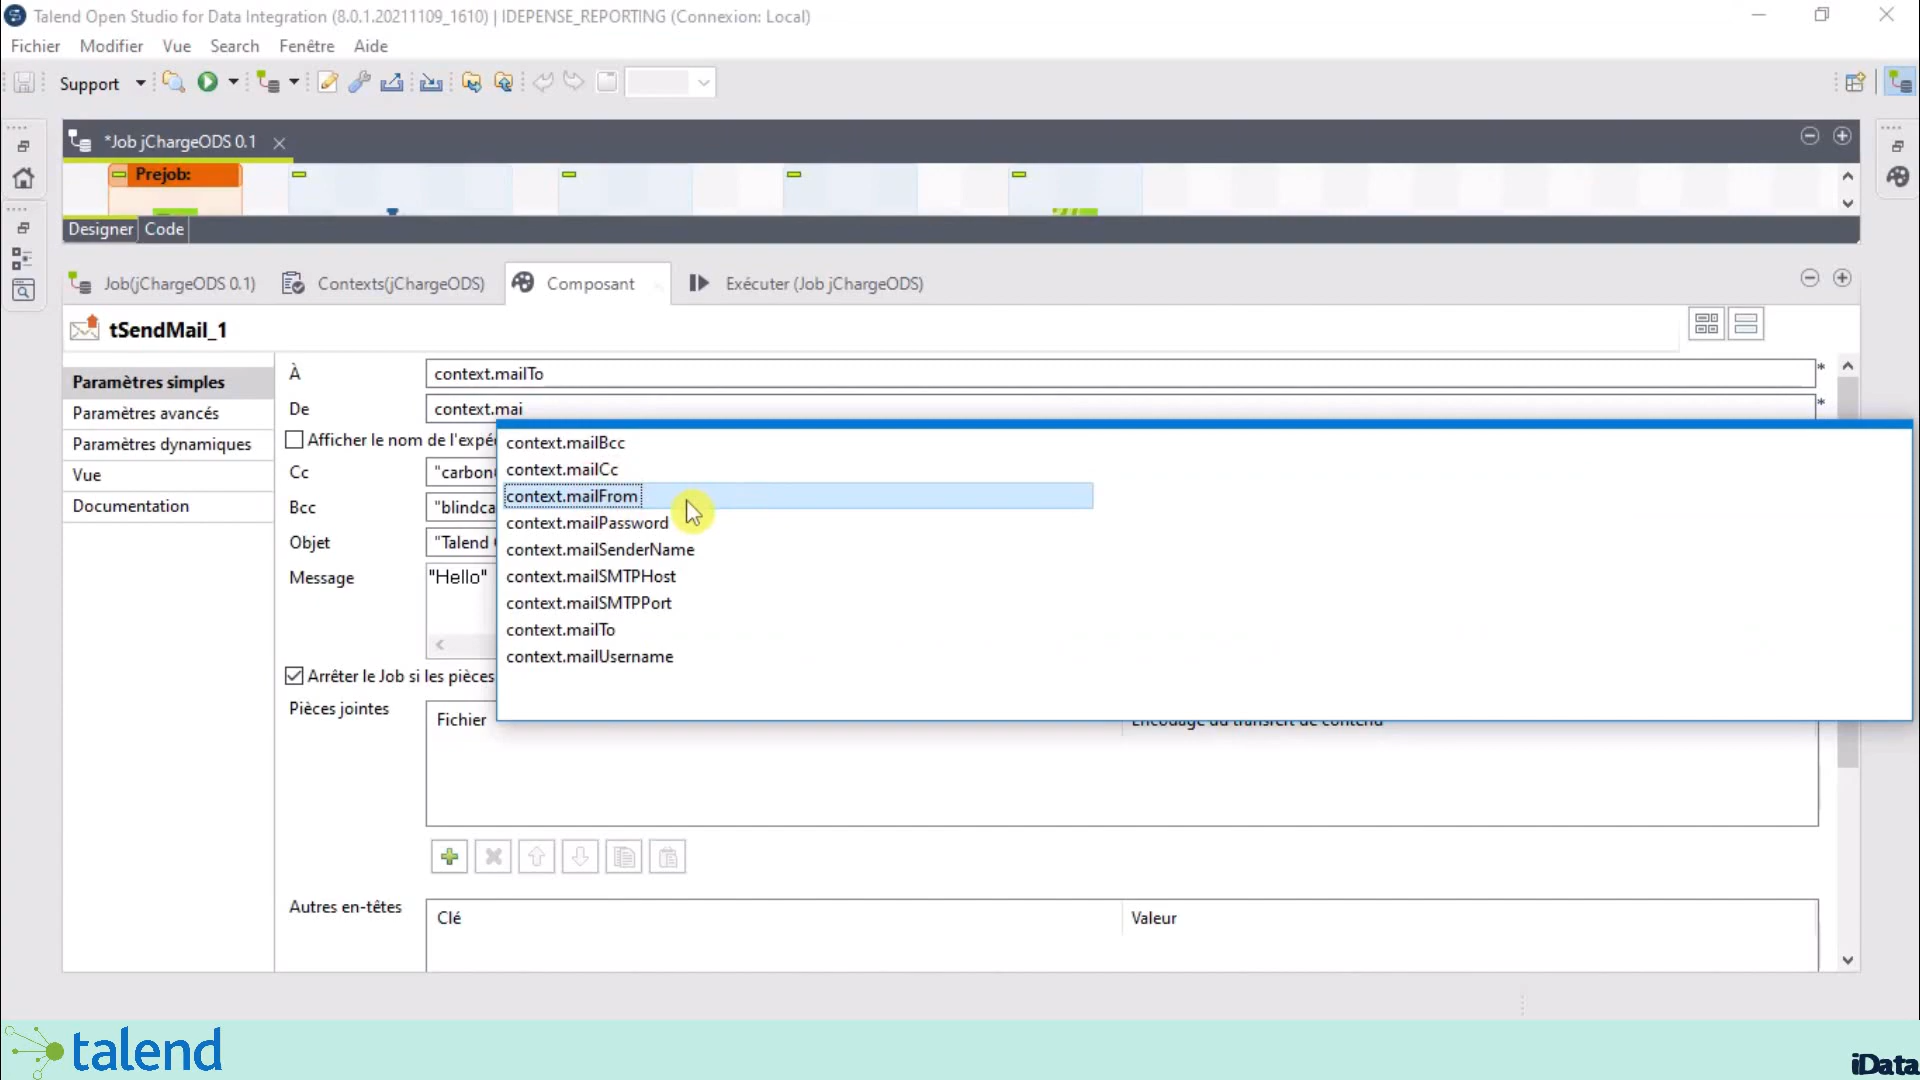 Talend Open Studio for Data Integration (8.0.1.20211109_1610) | IDEPENSE_REPORTING (Connexion: Local)
Fichier Modifier Vue Search Fenêtre Aide
Support
*Job jChargeODS 0.1
Prejob:
Designer Code
Job(jChargeODS 0.1) Contexts(jChargeODS) Composant Exécuter (Job jChargeODS)
tSendMail_1
Paramètres simples
Paramètres avancés
Paramètres dynamiques
Vue
Documentation
À context.mailTo *
De context.mai *
Afficher le nom de l'expé
Cc "carbon
Bcc "blindca
Objet "Talend
Message "Hello"
context.mailBcc
context.mailCc
context.mailFrom
context.mailPassword
context.mailSenderName
context.mailSMTPHost
context.mailSMTPPort
context.mailTo
context.mailUsername
Arrêter le Job si les pièces
Pièces jointes Fichier Encodage du transfert de contenu
Autres en-têtes Clé Valeur
talend
iData